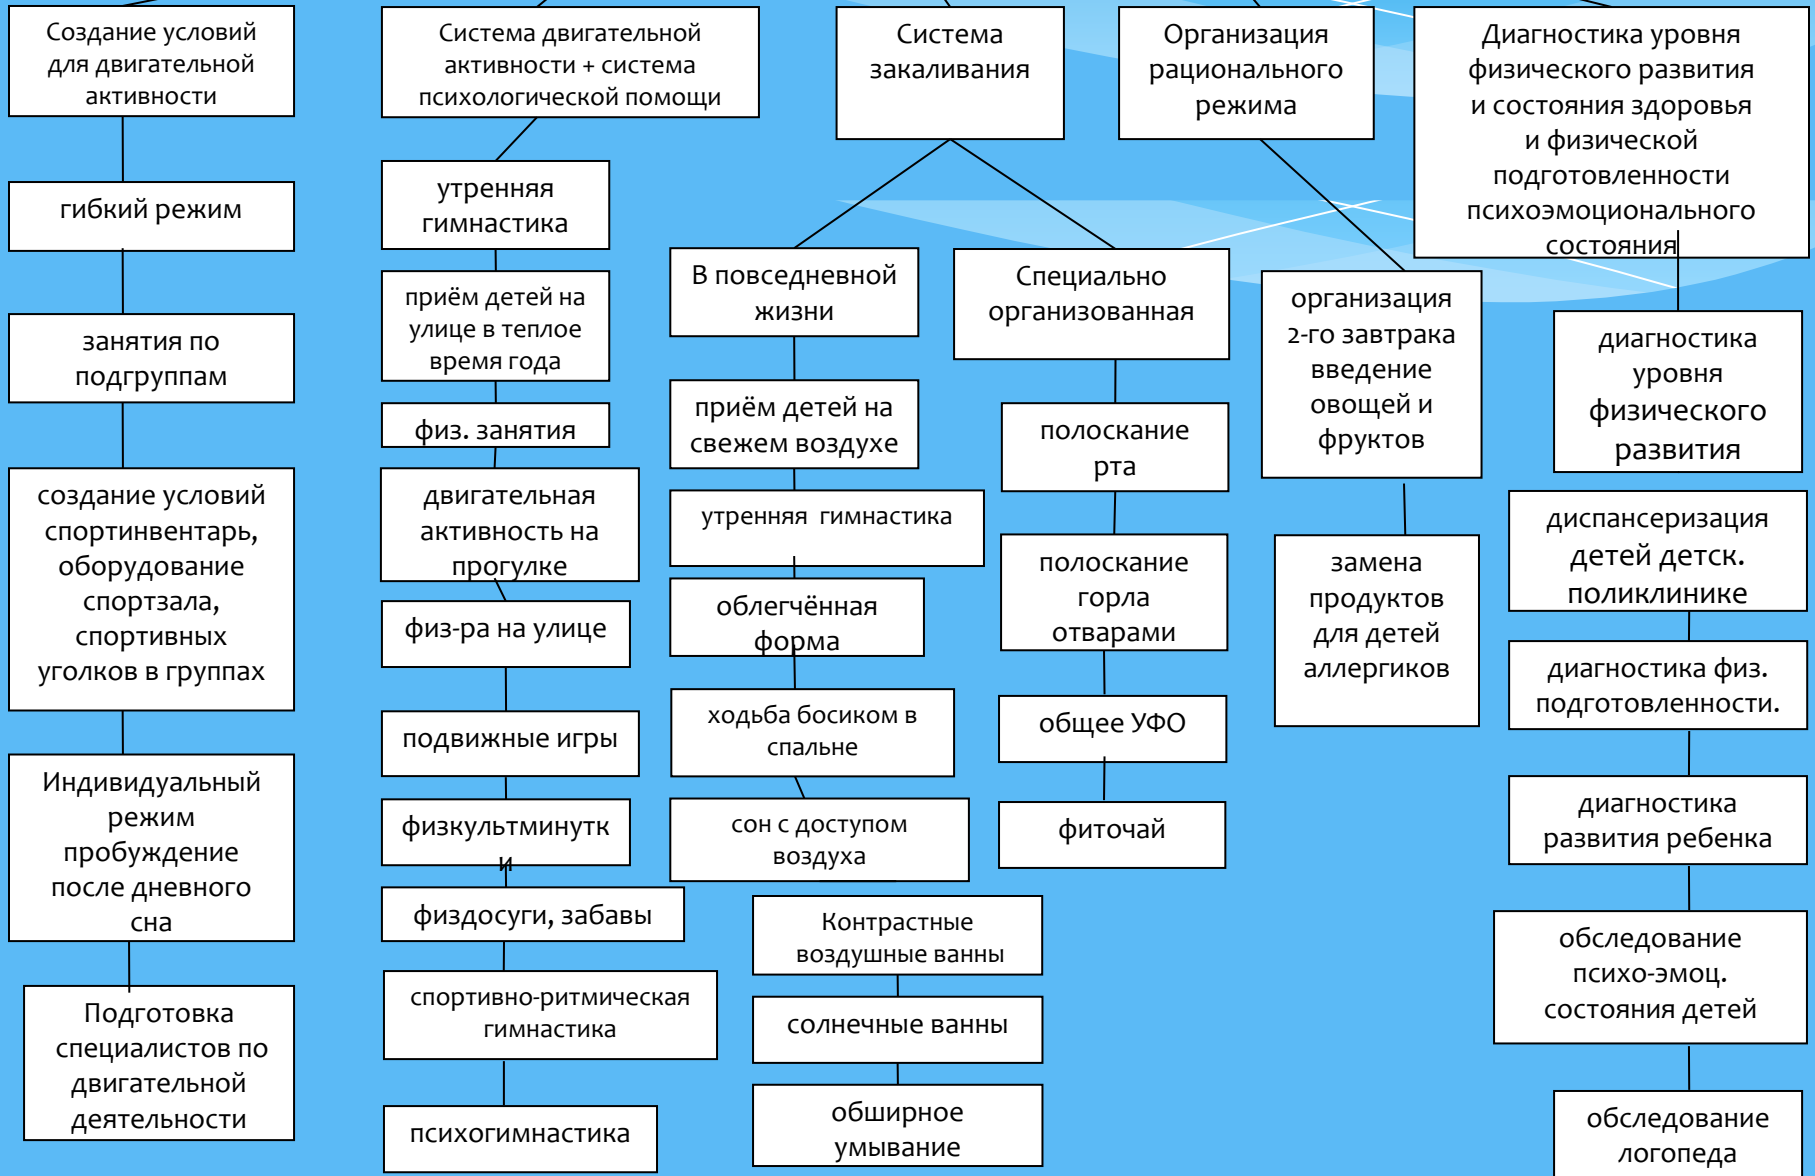 Создание условий
для двигательной
активности
гибкий режим
занятия по
подгруппам
создание условий
спортинвентарь,
оборудование
спортзала,
спортивных
уголков в группах
Индивидуальный
режим
пробуждение
после дневного
сна
Подготовка
специалистов по
двигательной
деятельности
Система двигательной
активности + система
психологической помощи
утренняя
гимнастика
приём детей на
улице в теплое
время года
физ. занятия
двигательная
активность на
прогулке
физ-ра на улице
подвижные игры
физкультминутк
и
физдосуги, забавы
спортивно-ритмическая
гимнастика
психогимнастика
Система
закаливания
В повседневной
жизни
приём детей на
свежем воздухе
утренняя гимнастика
облегчённая
форма
ходьба босиком в
спальне
сон с доступом
воздуха
Контрастные
воздушные ванны
солнечные ванны
обширное
умывание
Специально
организованная
полоскание
рта
полоскание
горла
отварами
общее УФО
фиточай
Организация
рационального
режима
организация
2-го завтрака
введение
овощей и
фруктов
замена
продуктов
для детей
аллергиков
Диагностика уровня
физического развития
и состояния здоровья
и физической
подготовленности
психоэмоционального
состояния
диагностика
уровня
физического
развития
диспансеризация
детей детск.
поликлинике
диагностика физ.
подготовленности.
диагностика
развития ребенка
обследование
психо-эмоц.
состояния детей
обследование
логопеда